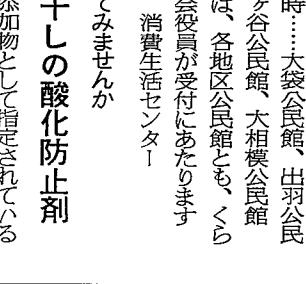 時……大袋公民館、出羽公民
ケ谷公民館、大相模公民館
は、各地区公民館とも、くら
会役員が受付にあたります
消費生活センター
てみませんか
干しの酸化防止剤
添加物として指定されている